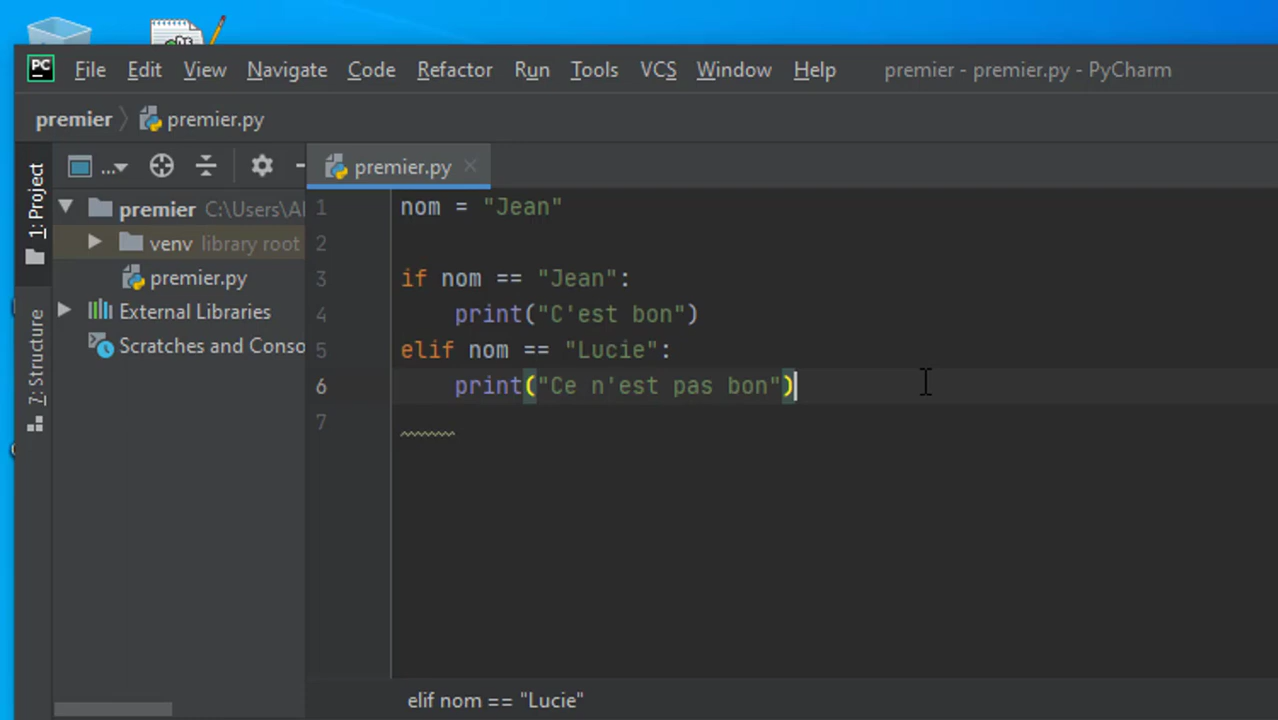 PC File Edit View Navigate Code Refactor Run Tools VCS Window Help premier - premier.py - PyCharm
premier premier.py
... premier.py
1: Project
7: Structure
premier C:\Users\Al
venv library root
premier.py
External Libraries
Scratches and Conso
1 nom = "Jean"
2
3 if nom == "Jean":
4 print("C'est bon")
5 elif nom == "Lucie":
6 print("Ce n'est pas bon")
7
elif nom == "Lucie"